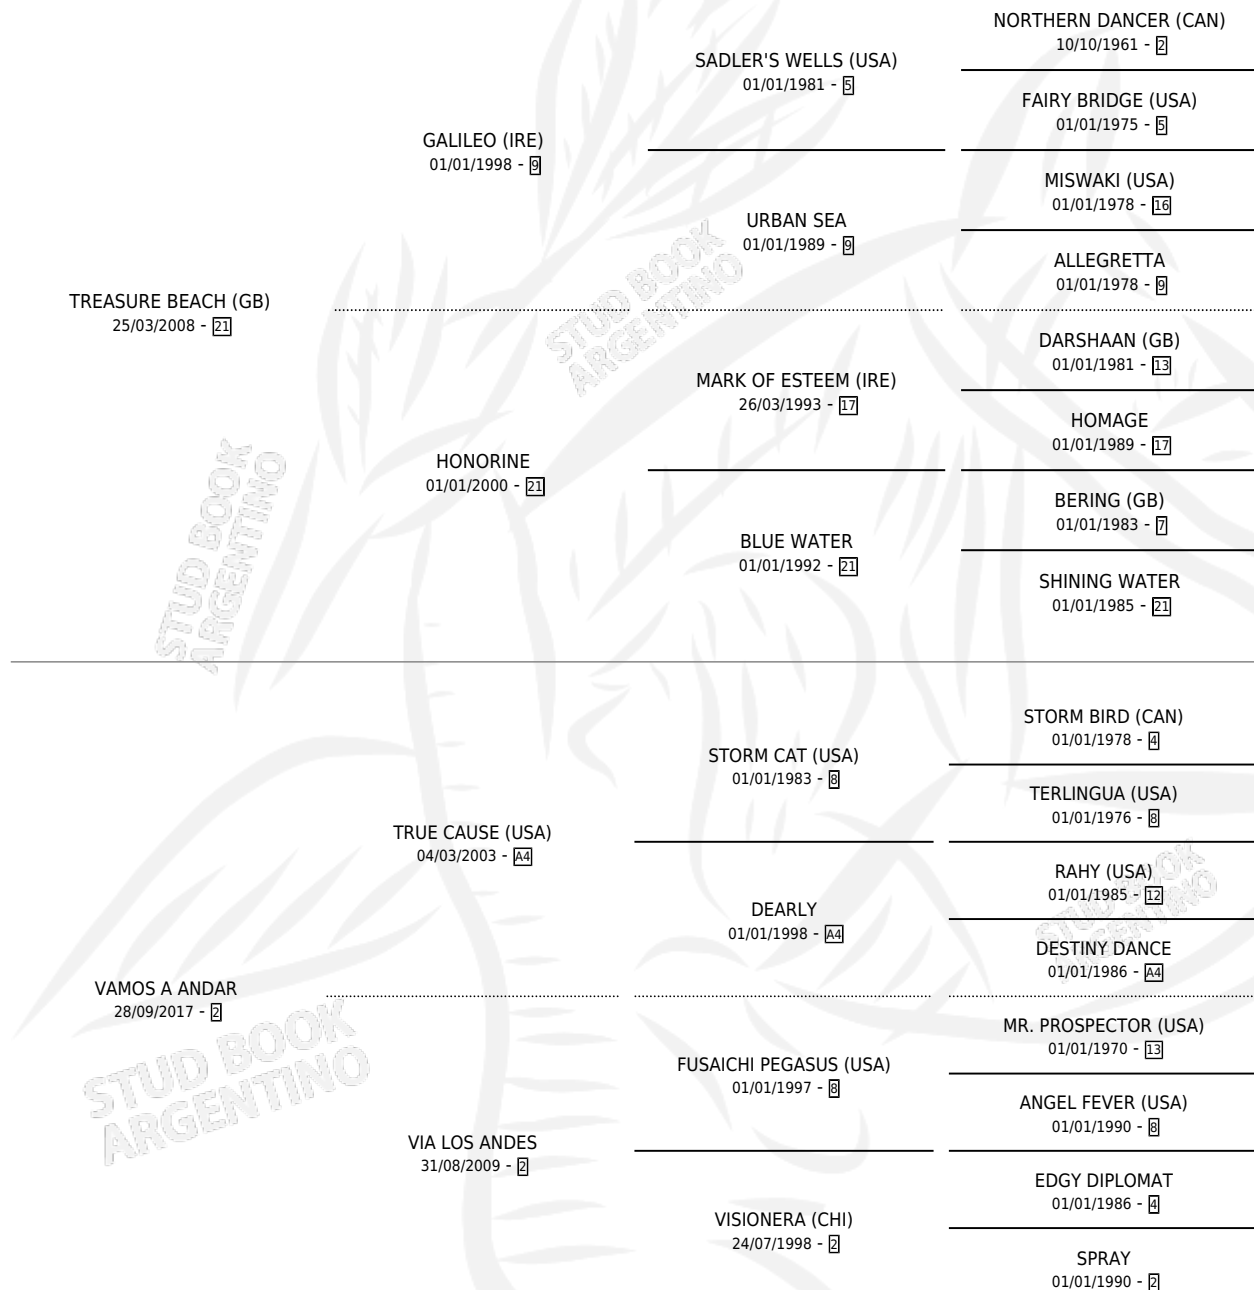 NORTHERN DANCER (CAN)
10/10/1961 - 2
SADLER'S WELLS (USA)
01/01/1981 - 5
FAIRY BRIDGE (USA)
01/01/1975 - 5
GALILEO (IRE)
01/01/1998 - 9
MISWAKI (USA)
01/01/1978 - 16
URBAN SEA
01/01/1989 - 9
ALLEGRETTA
01/01/1978 - 9
TREASURE BEACH (GB)
25/03/2008 - 21
STUD BOOK
ARGENTINO
DARSHAAN (GB)
01/01/1981 - 13
MARK OF ESTEEM (IRE)
26/03/1993 - 17
HOMAGE
01/01/1989 - 17
HONORINE
01/01/2000 - 21
BERING (GB)
01/01/1983 - 7
BLUE WATER
01/01/1992 - 21
SHINING WATER
01/01/1985 - 21
STUD BOOK
ARGENTINO
STORM BIRD (CAN)
01/01/1978 - 4
STORM CAT (USA)
01/01/1983 - 8
TERLINGUA (USA)
01/01/1976 - 8
TRUE CAUSE (USA)
04/03/2003 - A4
RAHY (USA)
01/01/1985 - 12
DEARLY
01/01/1998 - A4
DESTINY DANCE
01/01/1986 - A4
STUD BOOK
ARGENTINO
VAMOS A ANDAR
28/09/2017 - 2
MR. PROSPECTOR (USA)
01/01/1970 - 13
FUSAICHI PEGASUS (USA)
01/01/1997 - 8
ANGEL FEVER (USA)
01/01/1990 - 8
STUD BOOK
ARGENTINO
VIA LOS ANDES
31/08/2009 - 2
EDGY DIPLOMAT
01/01/1986 - 4
VISIONERA (CHI)
24/07/1998 - 2
SPRAY
01/01/1990 - 2